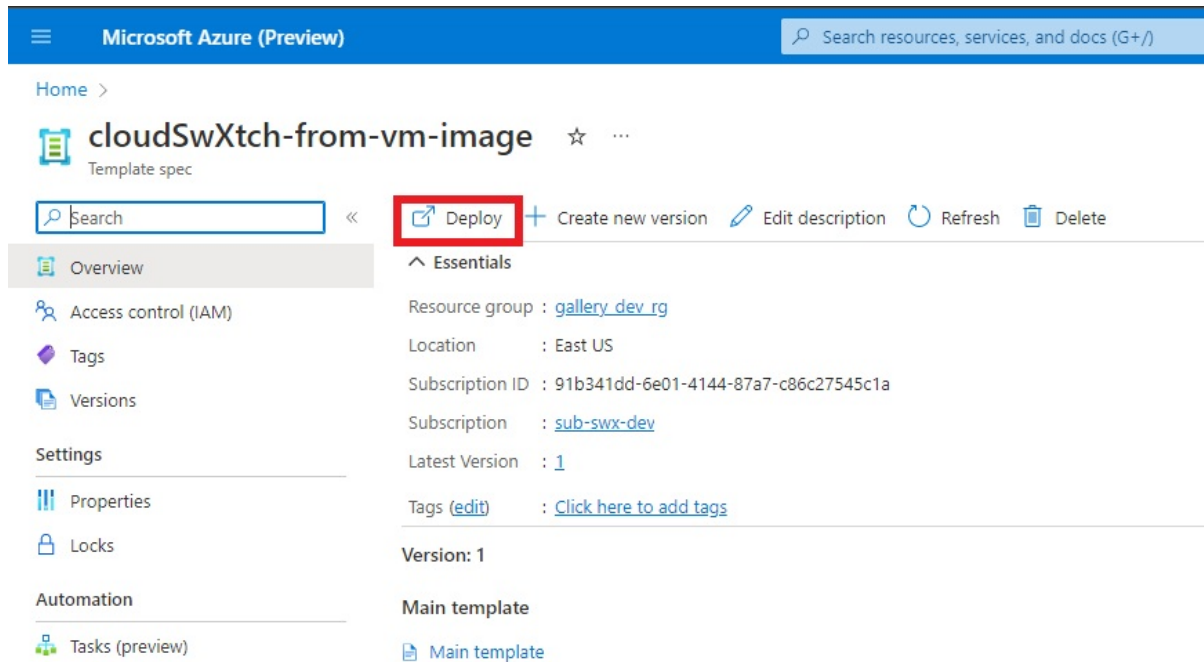 Microsoft Azure (Preview)
Search resources, services, and docs (G+/)
Home >
cloudSwXtch-from-vm-image
Template spec
Search
Deploy
Create new version
Edit description
Refresh
Delete
Overview
Access control (IAM)
Tags
Versions
Settings
Properties
Locks
Automation
Tasks (preview)
Essentials
Resource group : gallery_dev_rg
Location : East US
Subscription ID : 91b341dd-6e01-4144-87a7-c86c27545c1a
Subscription : sub-swx-dev
Latest Version : 1
Tags (edit) : Click here to add tags
Version: 1
Main template
Main template